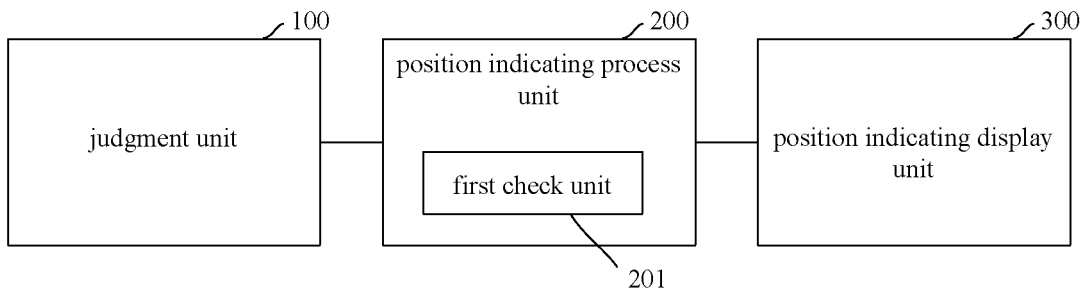 100
200
300
judgment unit
position indicating process
unit
first check unit
position indicating display
unit
201